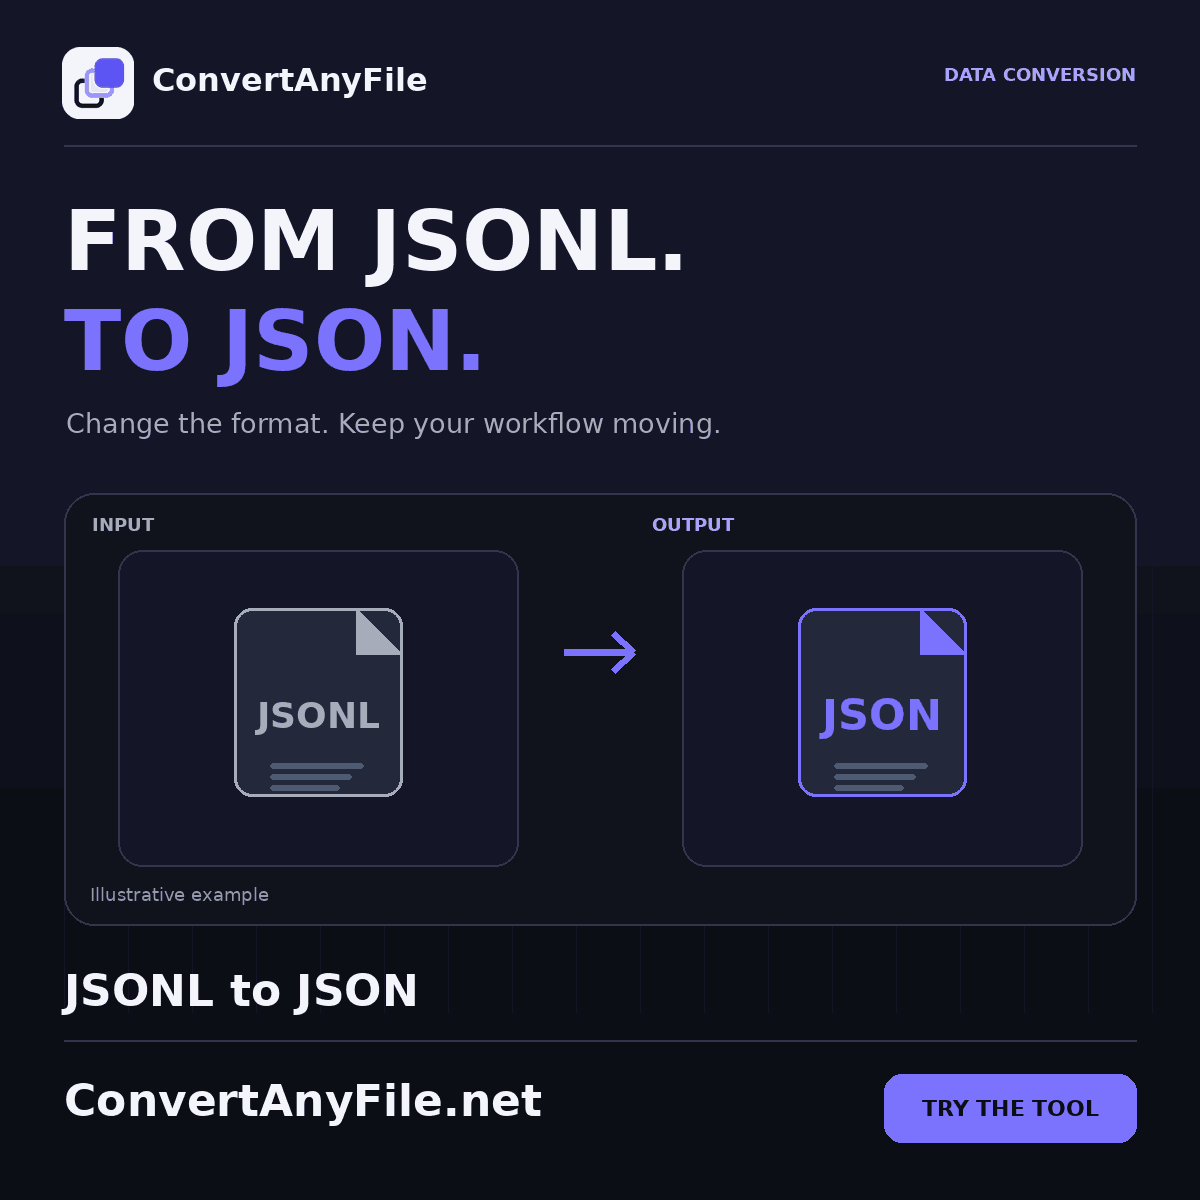 ConvertAnyFile
DATA CONVERSION
FROM JSONL.
TO JSON.
Change the format. Keep your workflow moving.
INPUT
OUTPUT
JSONL
JSON
Illustrative example
JSONL to JSON
ConvertAnyFile.net
TRY THE TOOL